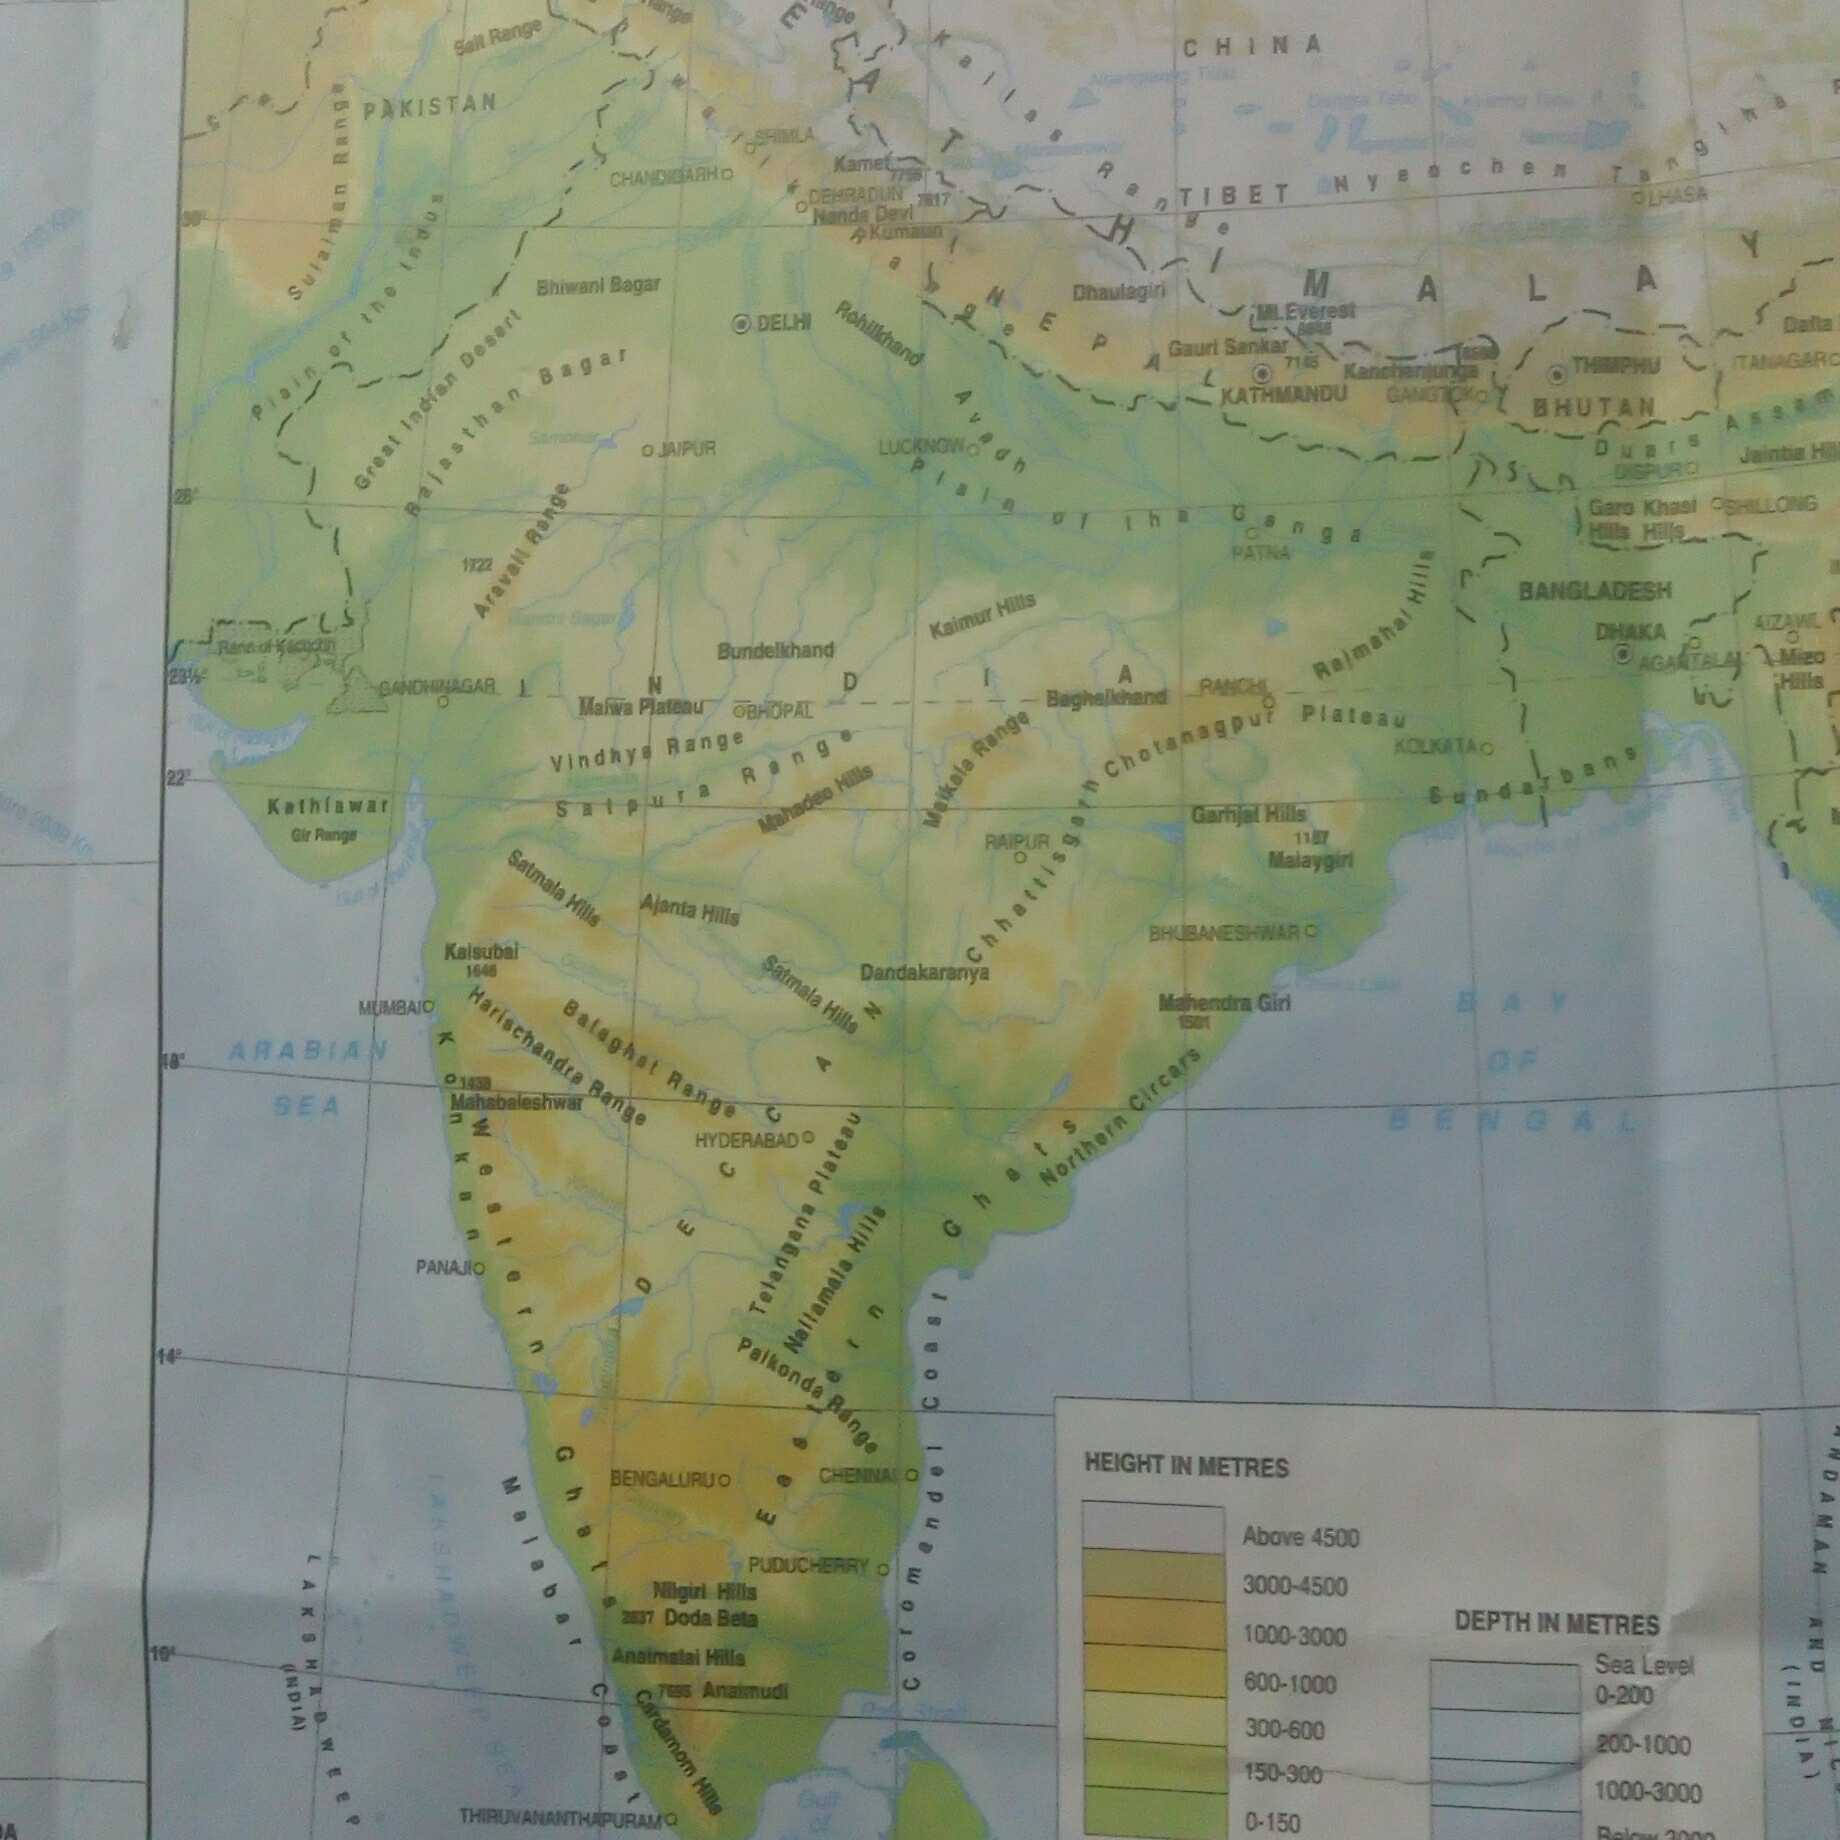 Salt Range
CHINA
PAKISTAN
Sulaiman Range
Kailas Range
SHIMLA
CHANDIGARH
Kamet
7756
DEHRADUN
7817
Nanda Devi
Kumaun
TIBET
Nyenchen Tanglha
LHASA
30°
Plain of the Indus
Bhiwani Bagar
DELHI
Rohilkhand
HIMALAY
NEPAL
Dhaulagiri
Mt.Everest
8848
Gauri Sankar
7145
Kanchenjunga
KATHMANDU
GANGTOK
THIMPHU
BHUTAN
ITANAGAR
Dafla
Great Indian Desert
Rajasthan Bagar
JAIPUR
LUCKNOW
Avadh
Duars
Assam
DISPUR
Jaintia Hill
26°
Plain of the Ganga
PATNA
Garo Khasi
Hills Hills
SHILLONG
1722
Aravali Range
BANGLADESH
DHAKA
AGARTALA
AIZAWL
Mizo
Hills
Rann of Kachchh
23½°
GANDHINAGAR
INDIA
Bundelkhand
Kaimur Hills
Malwa Plateau
BHOPAL
Baghelkhand
RANCHI
Rajmahal Hills
Vindhya Range
Satpura Range
Mahadeo Hills
Maikala Range
Chotanagpur Plateau
KOLKATA
Sundarbans
22°
Kathiawar
Gir Range
RAIPUR
Chhattisgarh
Garhjat Hills
1187
Malaygiri
Satmala Hills
Ajanta Hills
BHUBANESHWAR
Kalsubai
1646
Satmala Hills
Dandakaranya
MUMBAI
Harischandra Range
Balaghat Range
Mahendra Giri
1501
BAY
OF
BENGAL
ARABIAN
SEA
18°
Konkan
1438
Mahabaleshwar
HYDERABAD
DECCAN
Northern Circars
Western Ghats
Telangana Plateau
Nallamala Hills
Eastern Ghats
PANAJI
14°
Palkonda Range
Coromandel Coast
BENGALURU
CHENNAI
Malabar Coast
PUDUCHERRY
Nilgiri Hills
2637 Doda Beta
Anaimalai Hills
Anaimudi
10°
Cardamom Hills
THIRUVANANTHAPURAM
LAKSHADWEEP
(INDIA)
LAKSHADWEEP SEA
Palk Strait
Gulf
HEIGHT IN METRES
Above 4500
3000-4500
1000-3000
600-1000
300-600
150-300
0-150
DEPTH IN METRES
Sea Level
0-200
200-1000
1000-3000
Below 3000
ANDAMAN AND NIC
(INDIA)